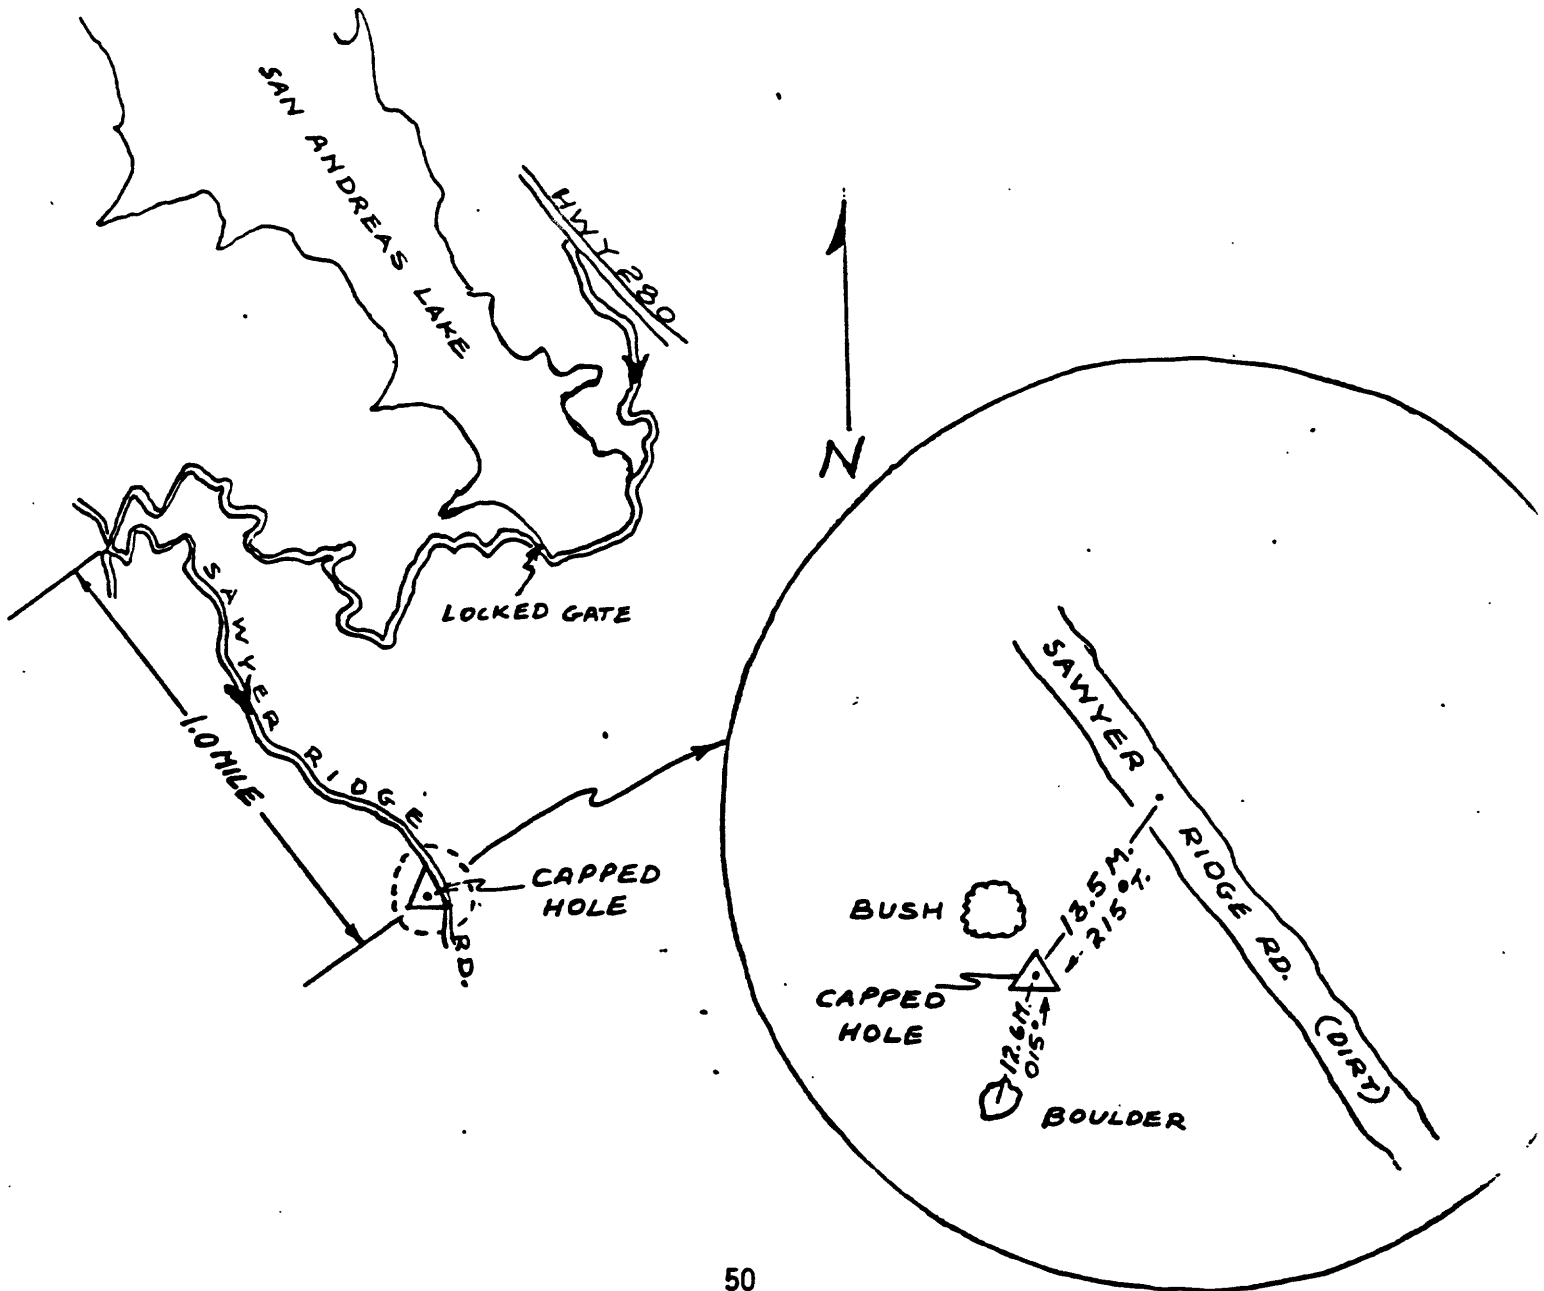 SAN ANDREAS LAKE
HWY 280
N
LOCKED GATE
SAWYER RIDGE RD.
1.0 MILE
CAPPED
HOLE
SAWYER RIDGE RD. (DIRT)
13.5 M.
215° T.
BUSH
CAPPED
HOLE
12.6 M.
015°
BOULDER
50